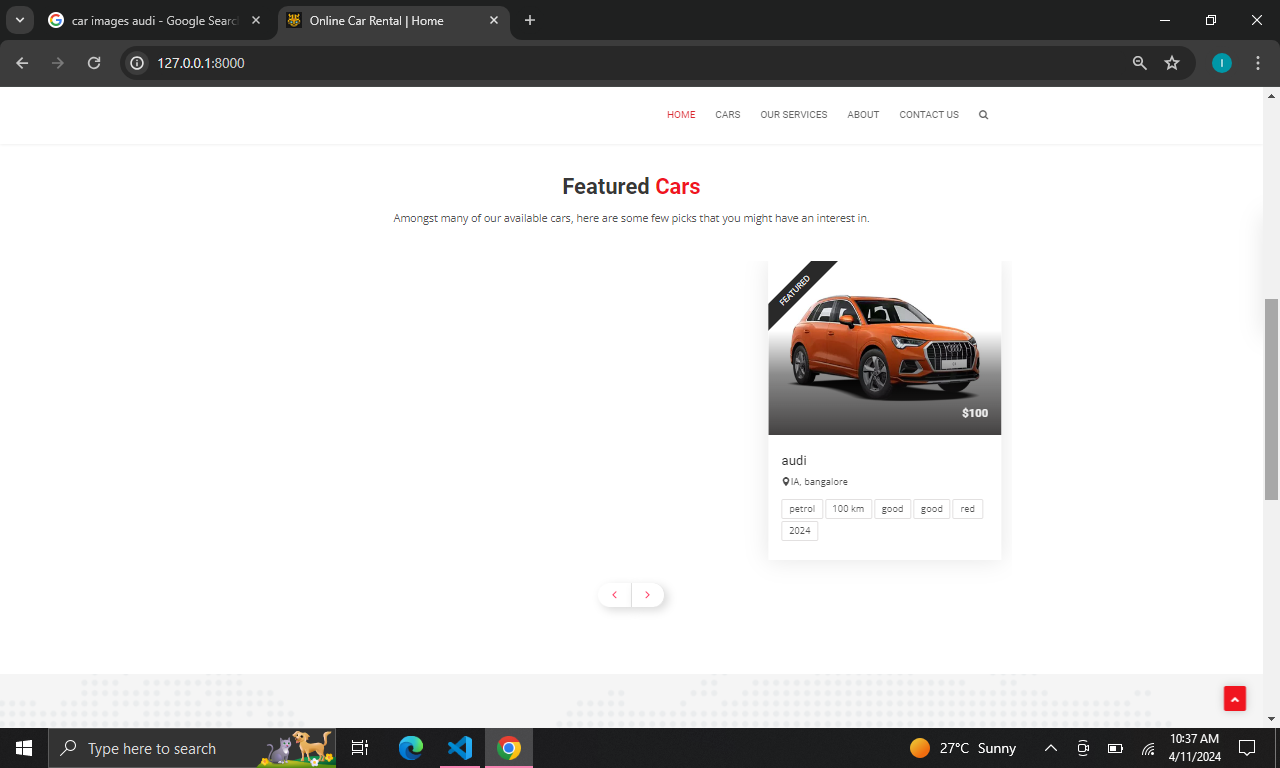 car images audi - Google Searc
Online Car Rental | Home
127.0.0.1:8000
I
HOME CARS OUR SERVICES ABOUT CONTACT US
Featured Cars
Amongst many of our available cars, here are some few picks that you might have an interest in.
FEATURED
$100
audi
IA, bangalore
petrol 100 km good good red
2024
Type here to search
27°C Sunny
10:37 AM
4/11/2024